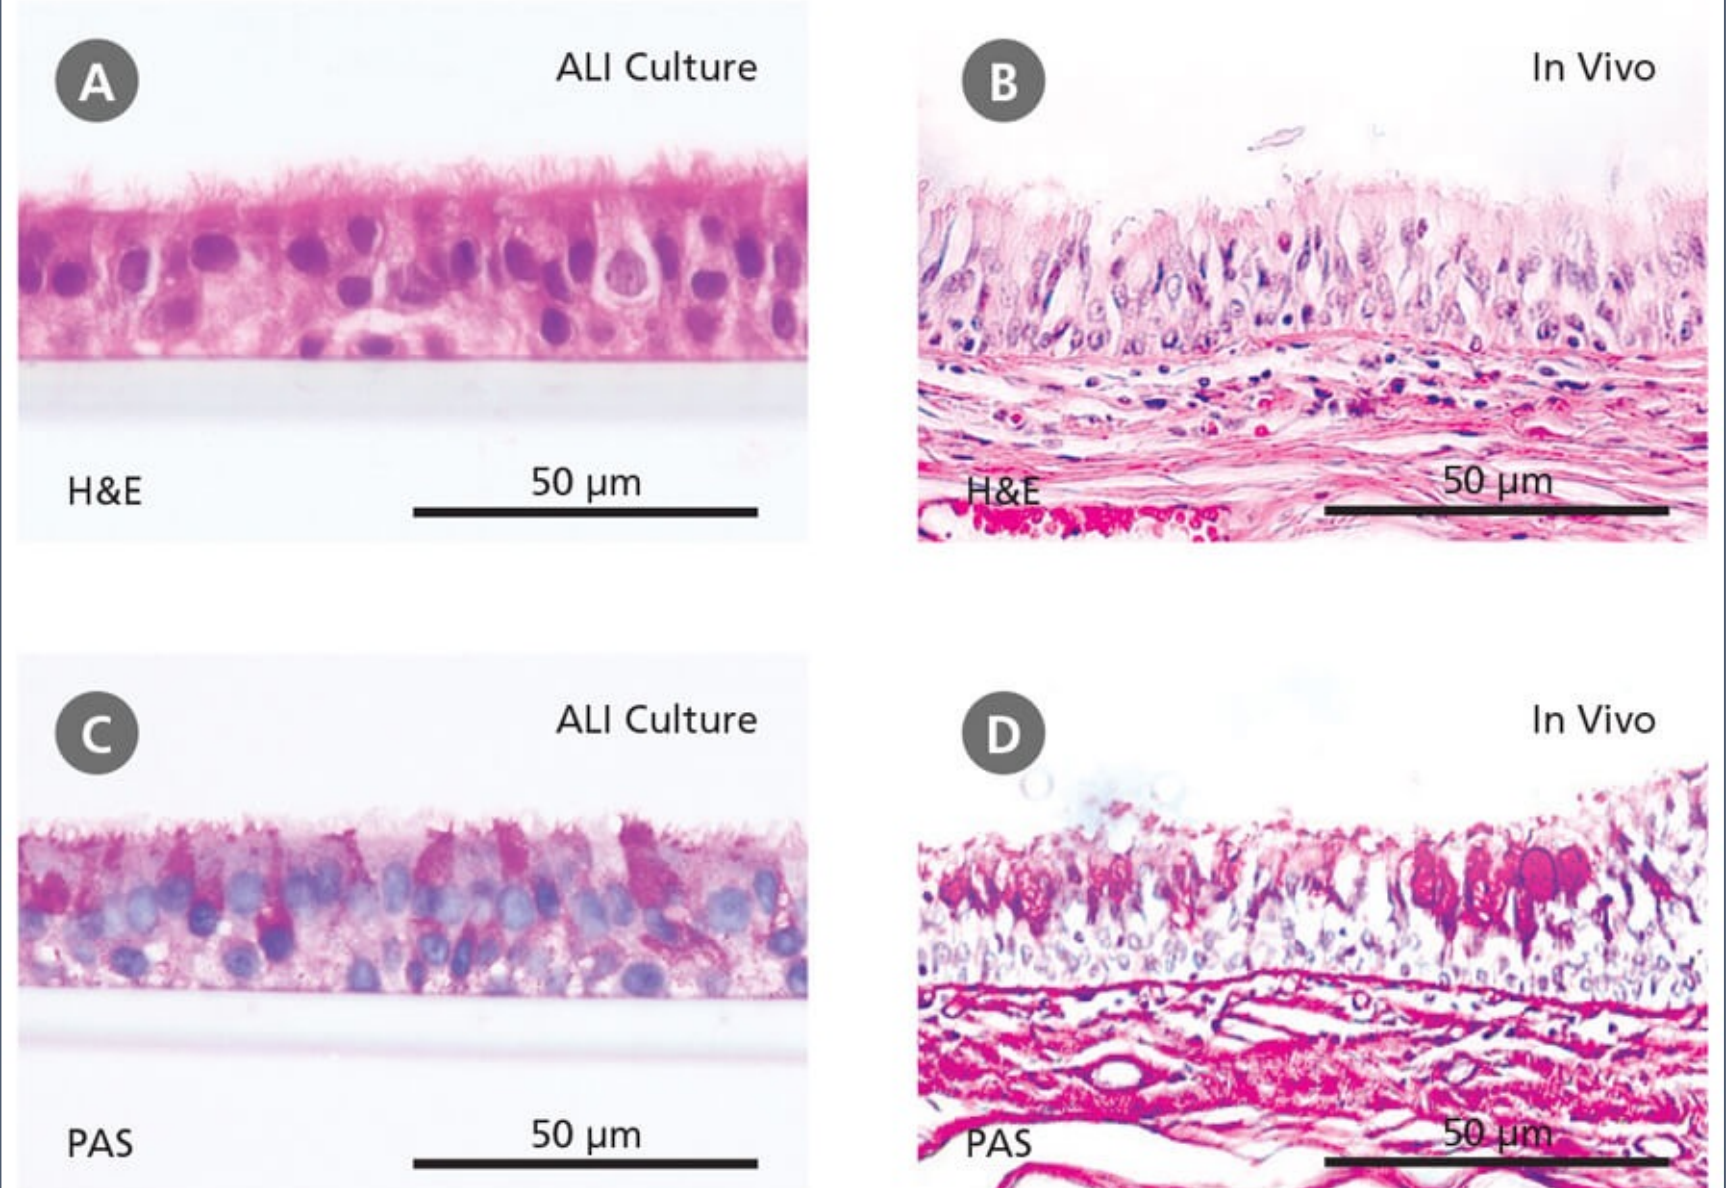 A
ALI Culture
H&E
50 µm
B
In Vivo
H&E
50 µm
C
ALI Culture
PAS
50 µm
D
In Vivo
PAS
50 µm